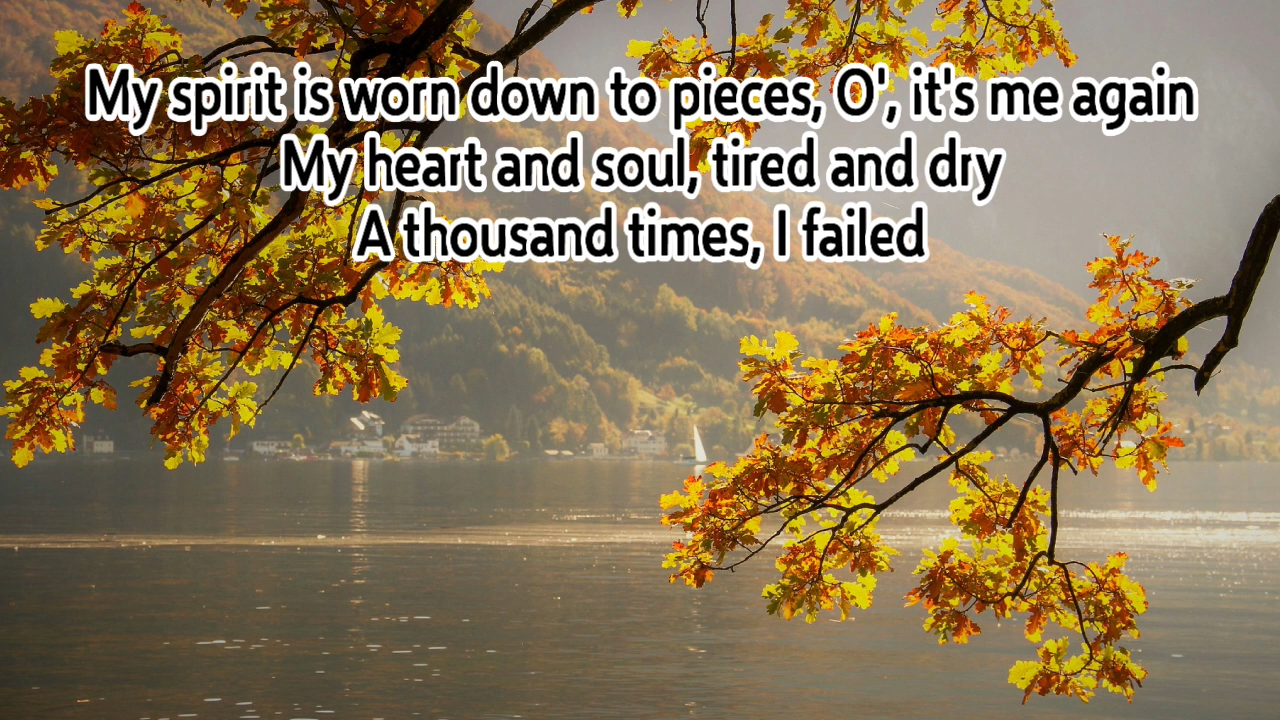 My spirit is worn down to pieces, O', it's me again
My heart and soul, tired and dry
A thousand times, I failed